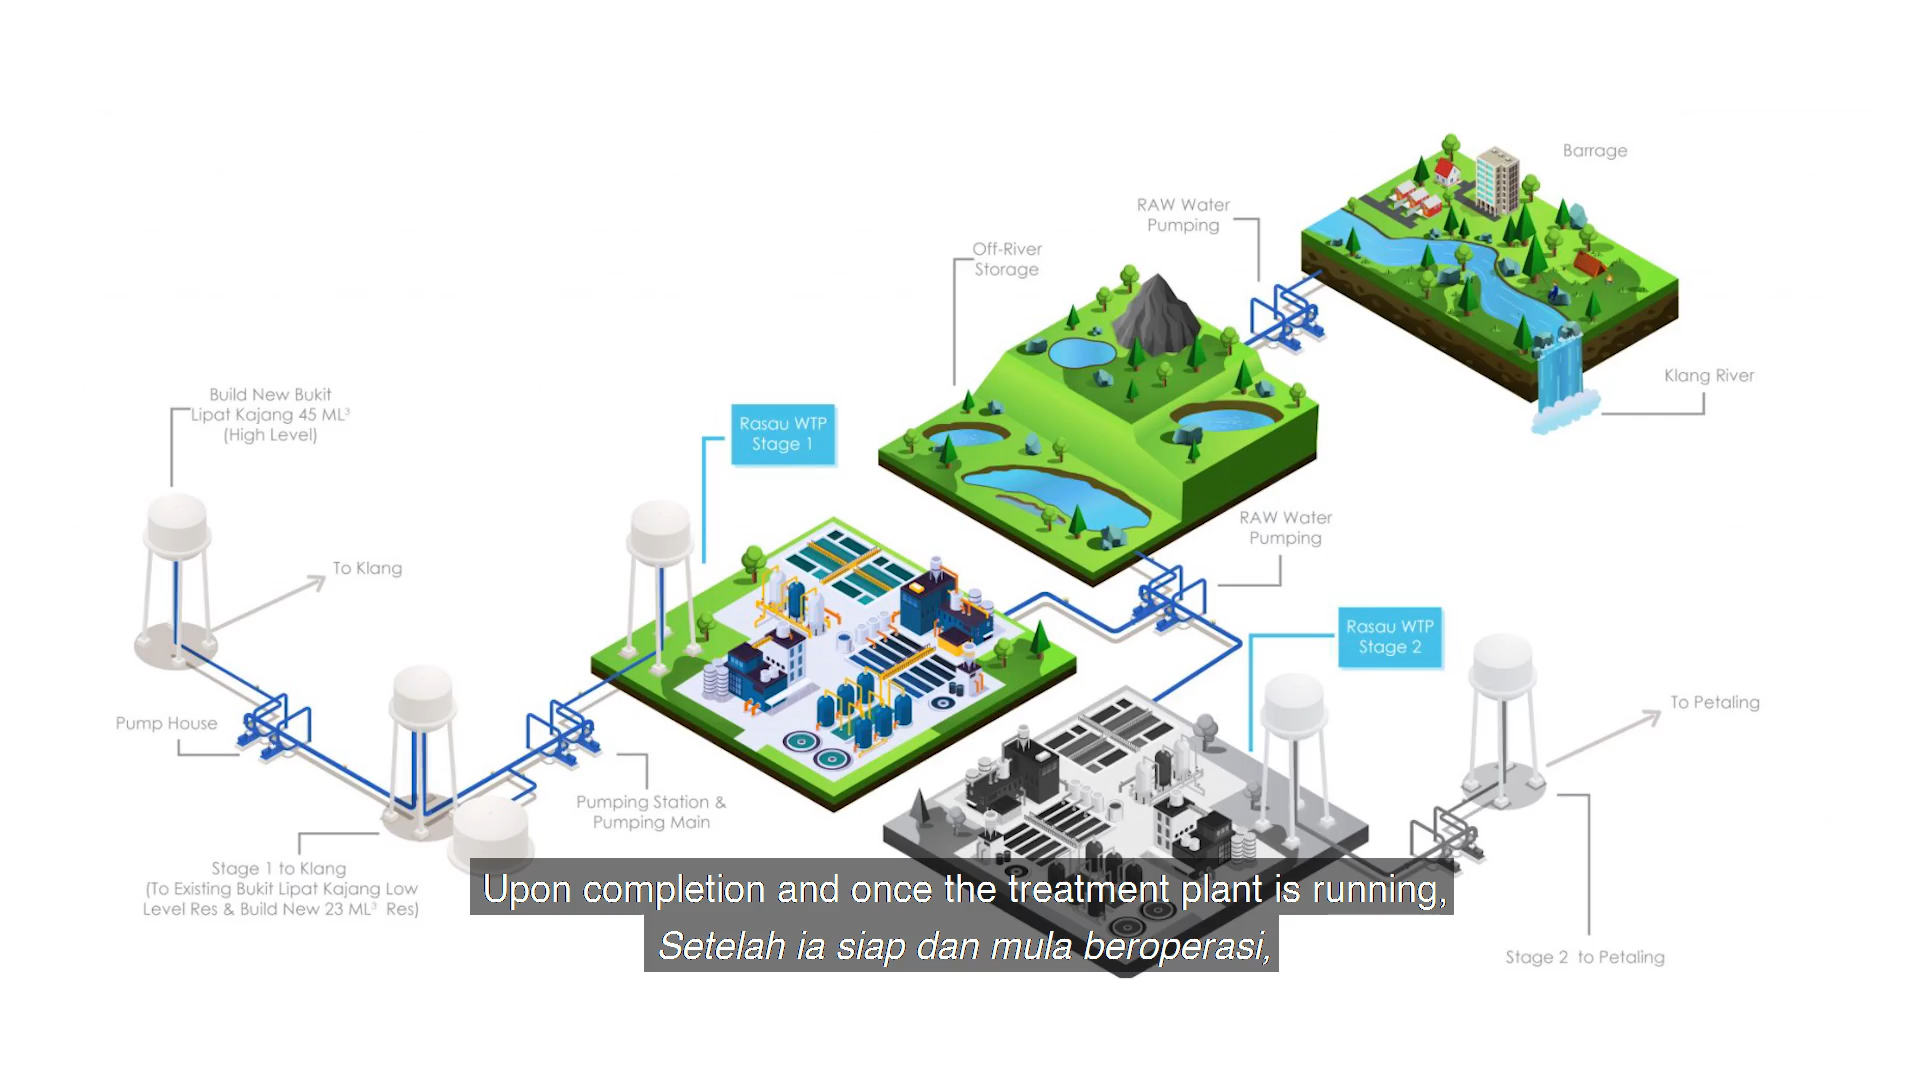 Barrage
RAW Water
Pumping
Off-River
Storage
Klang River
Build New Bukit
Lipat Kajang 45 ML³
(High Level)
Rasau WTP
Stage 1
RAW Water
Pumping
To Klang
Rasau WTP
Stage 2
To Petaling
Pump House
Pumping Station &
Pumping Main
Stage 1 to Klang
(To Existing Bukit Lipat Kajang Low
Level Res & Build New 23 ML³ Res)
Stage 2 to Petaling
Upon completion and once the treatment plant is running,
Setelah ia siap dan mula beroperasi,